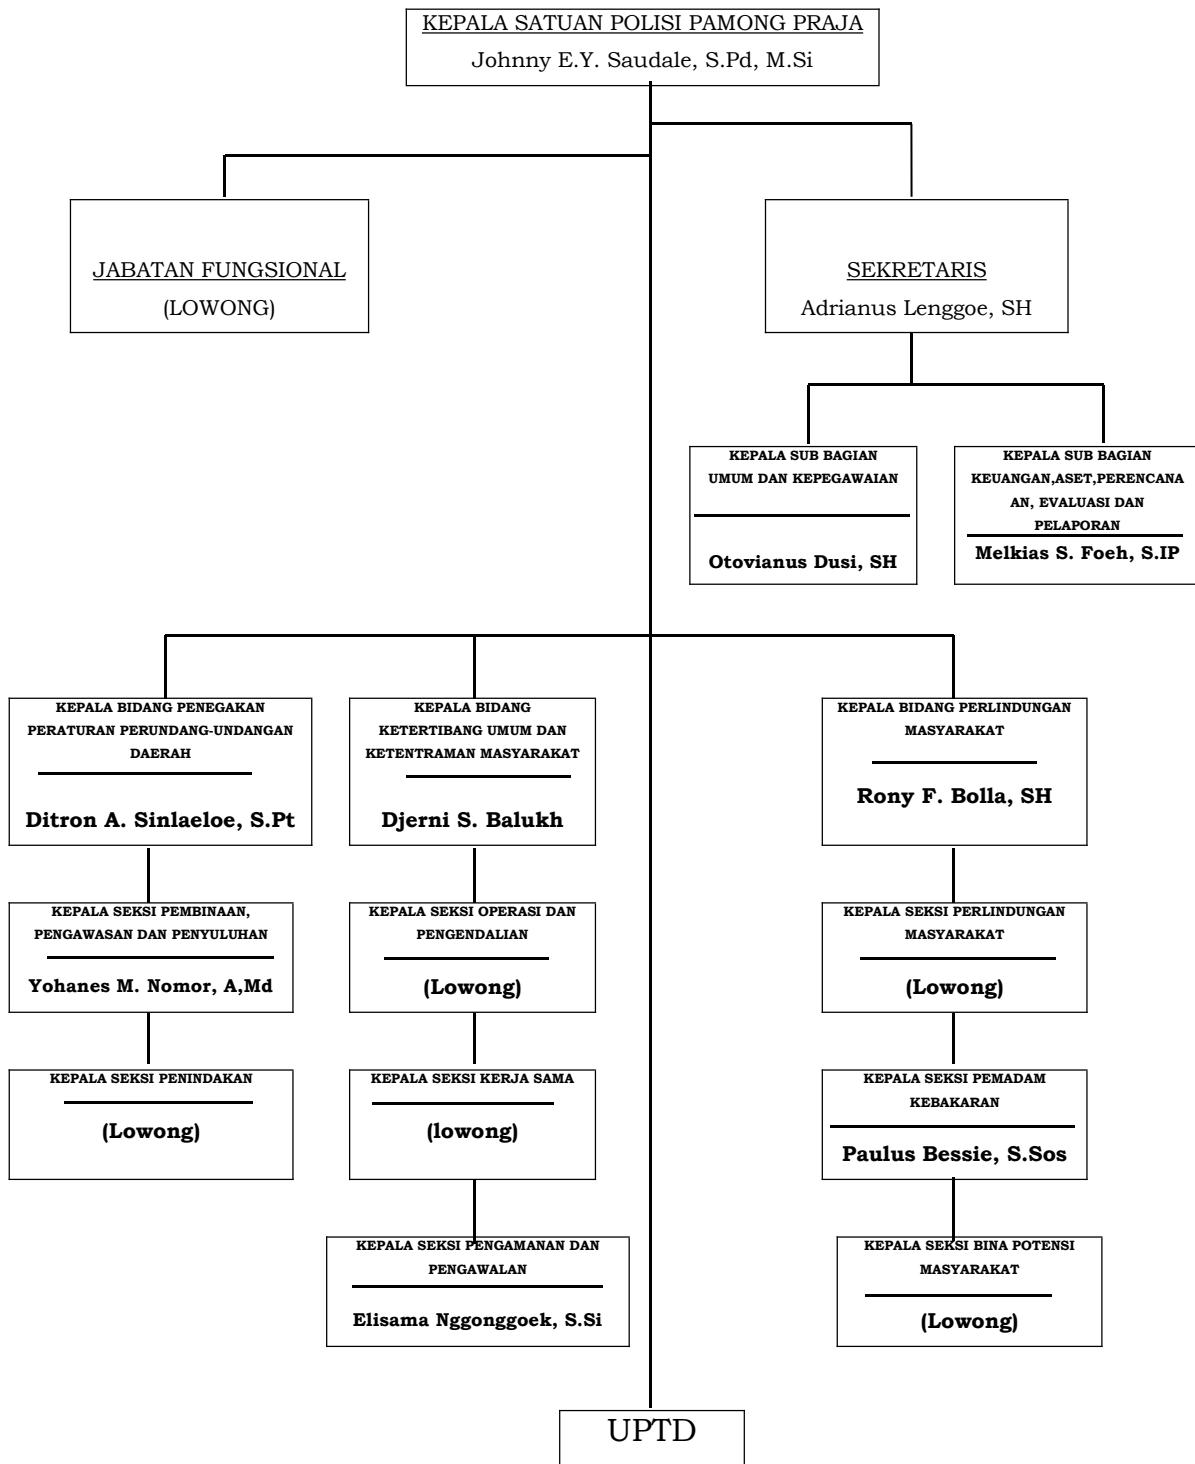 KEPALA SATUAN POLISI PAMONG PRAJA
Johnny E.Y. Saudale, S.Pd, M.Si
JABATAN FUNGSIONAL
(LOWONG)
SEKRETARIS
Adrianus Lenggoe, SH
KEPALA SUB BAGIAN
UMUM DAN KEPEGAWAIAN
Otovianus Dusi, SH
KEPALA SUB BAGIAN
KEUANGAN,ASET,PERENCANA
AN, EVALUASI DAN
PELAPORAN
Melkias S. Foeh, S.IP
KEPALA BIDANG PENEGAKAN
PERATURAN PERUNDANG-UNDANGAN
DAERAH
Ditron A. Sinlaeloe, S.Pt
KEPALA BIDANG
KETERTIBANG UMUM DAN
KETENTRAMAN MASYARAKAT
Djerni S. Balukh
KEPALA BIDANG PERLINDUNGAN
MASYARAKAT
Rony F. Bolla, SH
KEPALA SEKSI PEMBINAAN,
PENGAWASAN DAN PENYULUHAN
Yohanes M. Nomor, A,Md
KEPALA SEKSI OPERASI DAN
PENGENDALIAN
(Lowong)
KEPALA SEKSI PERLINDUNGAN
MASYARAKAT
(Lowong)
KEPALA SEKSI PENINDAKAN
(Lowong)
KEPALA SEKSI KERJA SAMA
(lowong)
KEPALA SEKSI PEMADAM
KEBAKARAN
Paulus Bessie, S.Sos
KEPALA SEKSI PENGAMANAN DAN
PENGAWALAN
Elisama Nggonggoek, S.Si
KEPALA SEKSI BINA POTENSI
MASYARAKAT
(Lowong)
UPTD